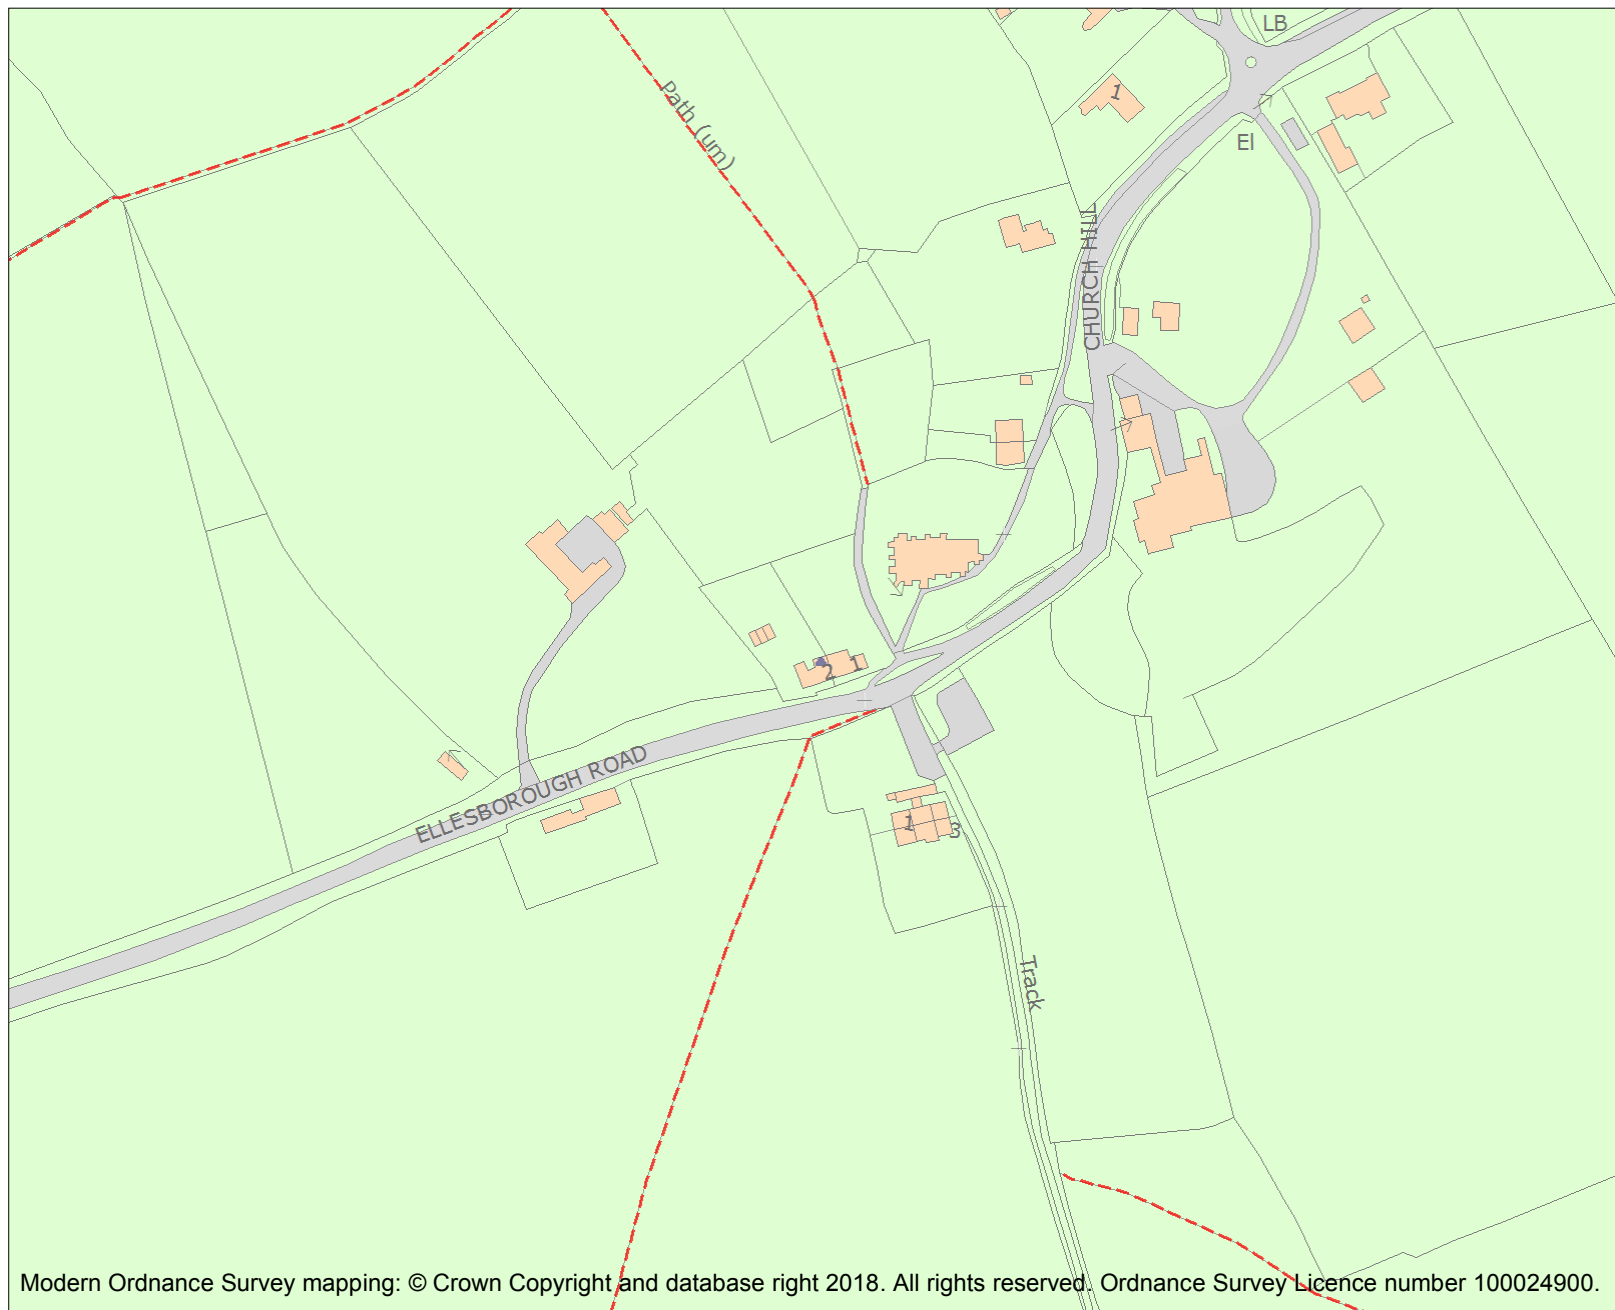 LB
1
Path (um)
El
CHURCH HILL
2
1
ELLESBOROUGH ROAD
1
3
Track
Modern Ordnance Survey mapping: © Crown Copyright and database right 2018. All rights reserved. Ordnance Survey Licence number 100024900.